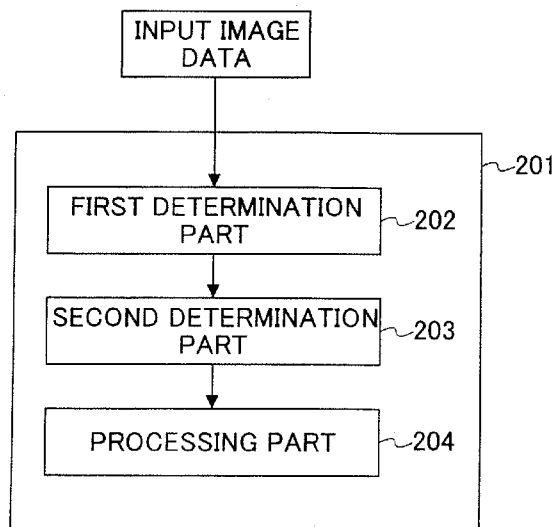 INPUT IMAGE
DATA
201
FIRST DETERMINATION
PART
202
SECOND DETERMINATION
PART
203
PROCESSING PART
204